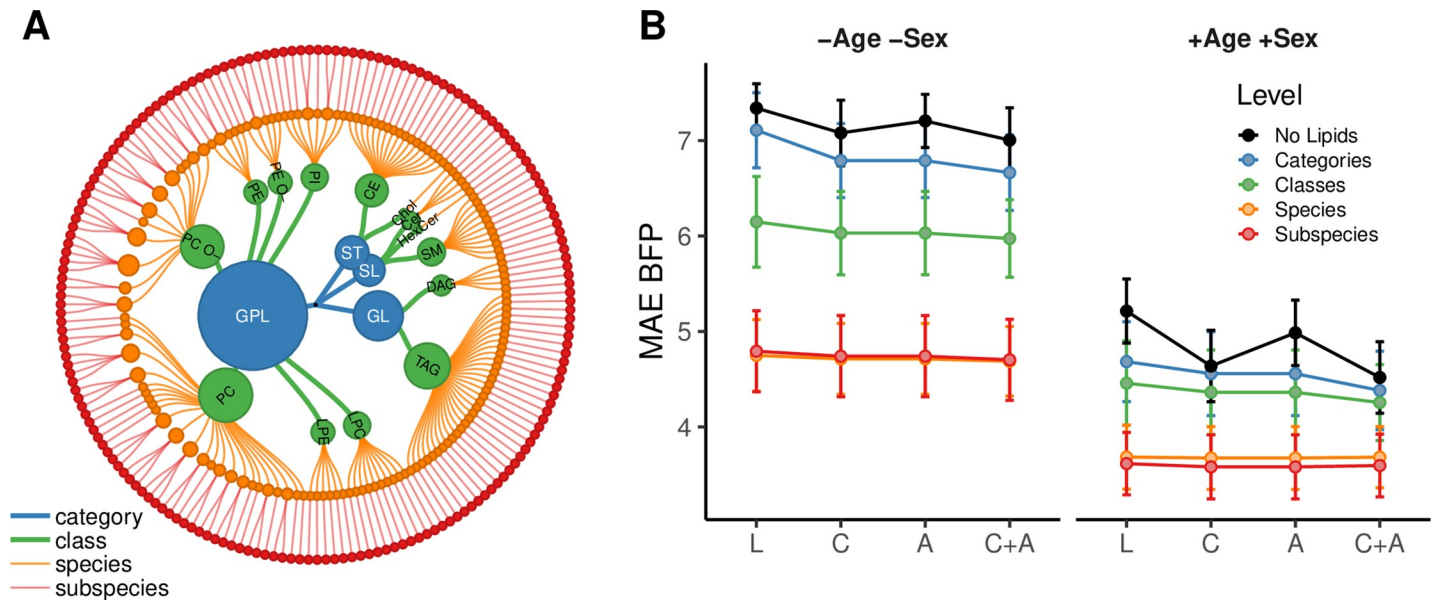 A
PE
PE O-
PI
CE
Chol
Cer
HexCer
SM
PC O-
ST
SL
DAG
GPL
GL
TAG
PC
LPE
LPC
category
class
species
subspecies
B
−Age −Sex
+Age +Sex
Level
No Lipids
Categories
Classes
Species
Subspecies
MAE BFP
7
6
5
4
L C A C+A
L C A C+A